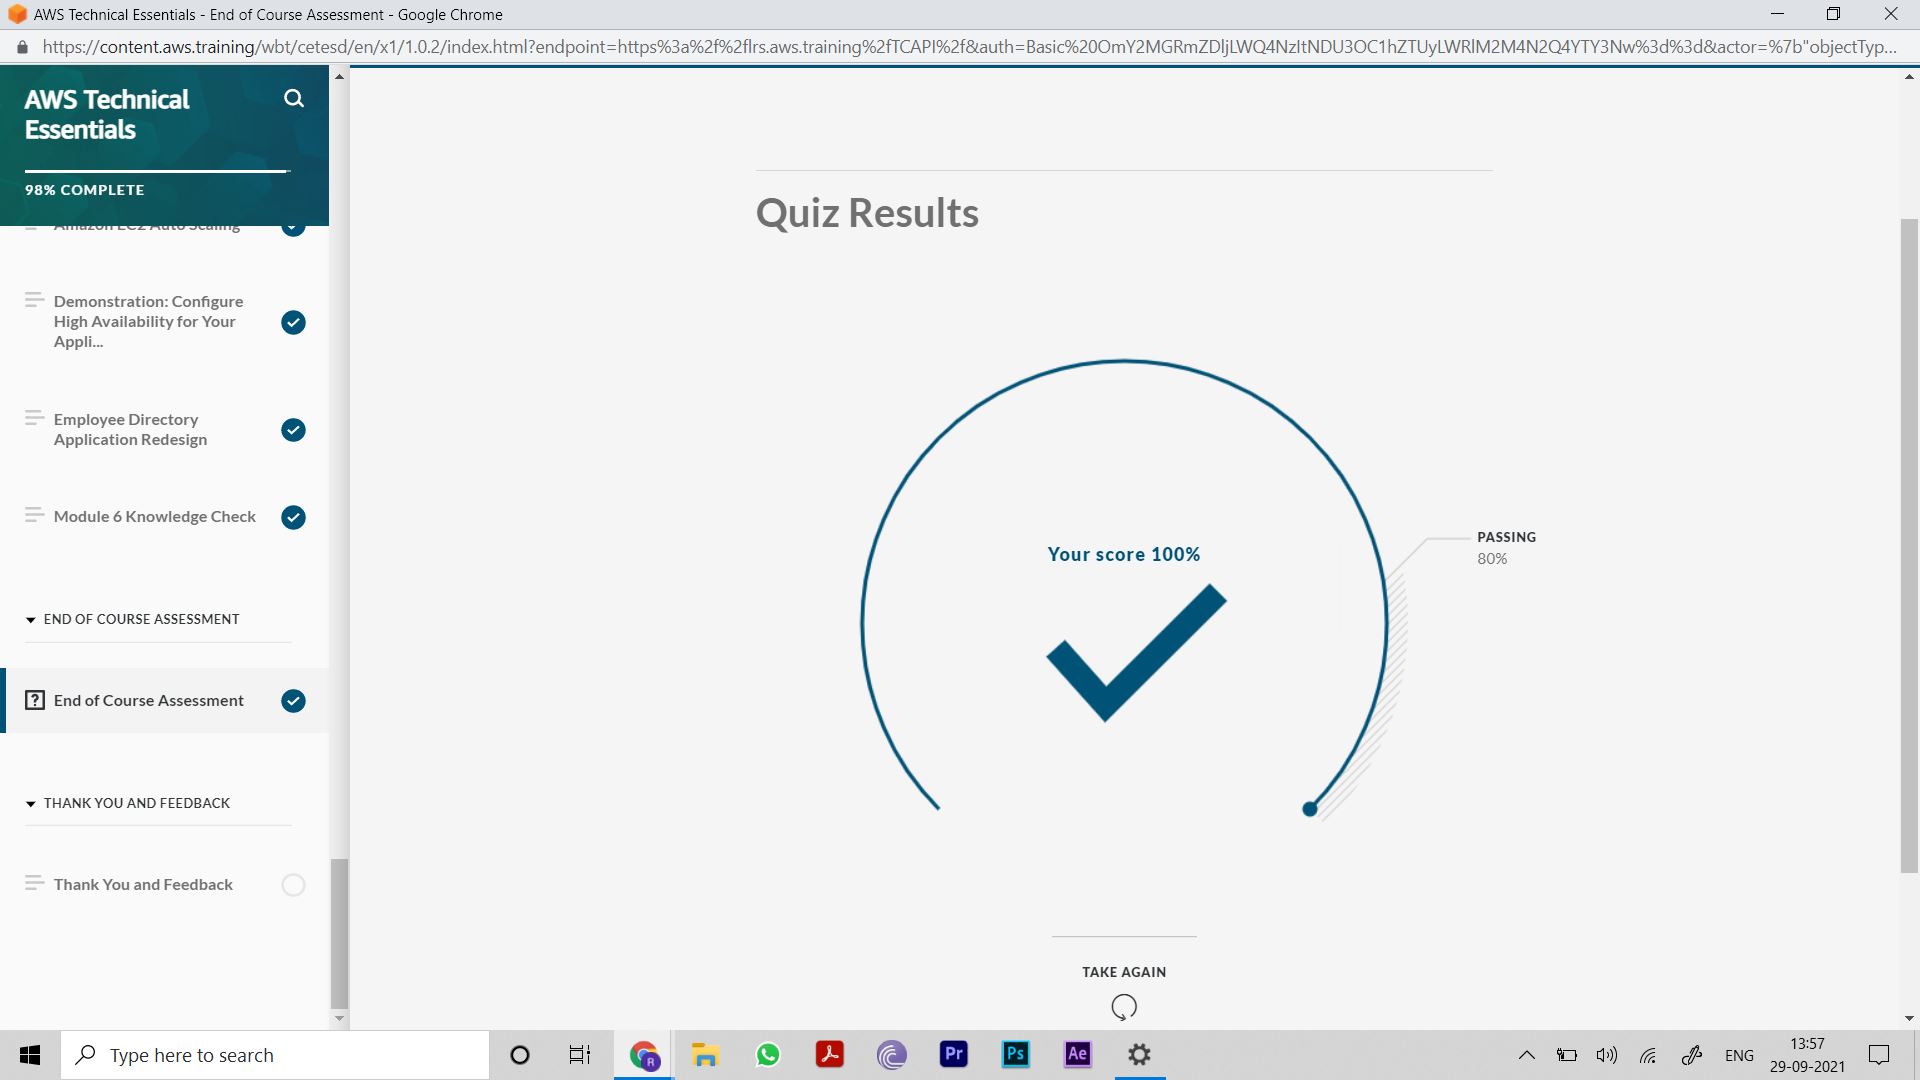 AWS Technical Essentials - End of Course Assessment - Google Chrome
https://content.aws.training/wbt/cetesd/en/x1/1.0.2/index.html?endpoint=https%3a%2f%2flrs.aws.training%2fTCAPI%2f&auth=Basic%20OmY2MGRmZDljLWQ4NzItNDU3OC1hZTUyLWRlM2M4N2Q4YTY3Nw%3d%3d&actor=%7b"objectTyp...
AWS Technical
Essentials
98% COMPLETE
Amazon EC2 Auto Scaling
Demonstration: Configure
High Availability for Your
Appli...
Employee Directory
Application Redesign
Module 6 Knowledge Check
END OF COURSE ASSESSMENT
End of Course Assessment
THANK YOU AND FEEDBACK
Thank You and Feedback
Quiz Results
Your score 100%
PASSING
80%
TAKE AGAIN
Type here to search
R
Pr
Ps
Ae
ENG
13:57
29-09-2021